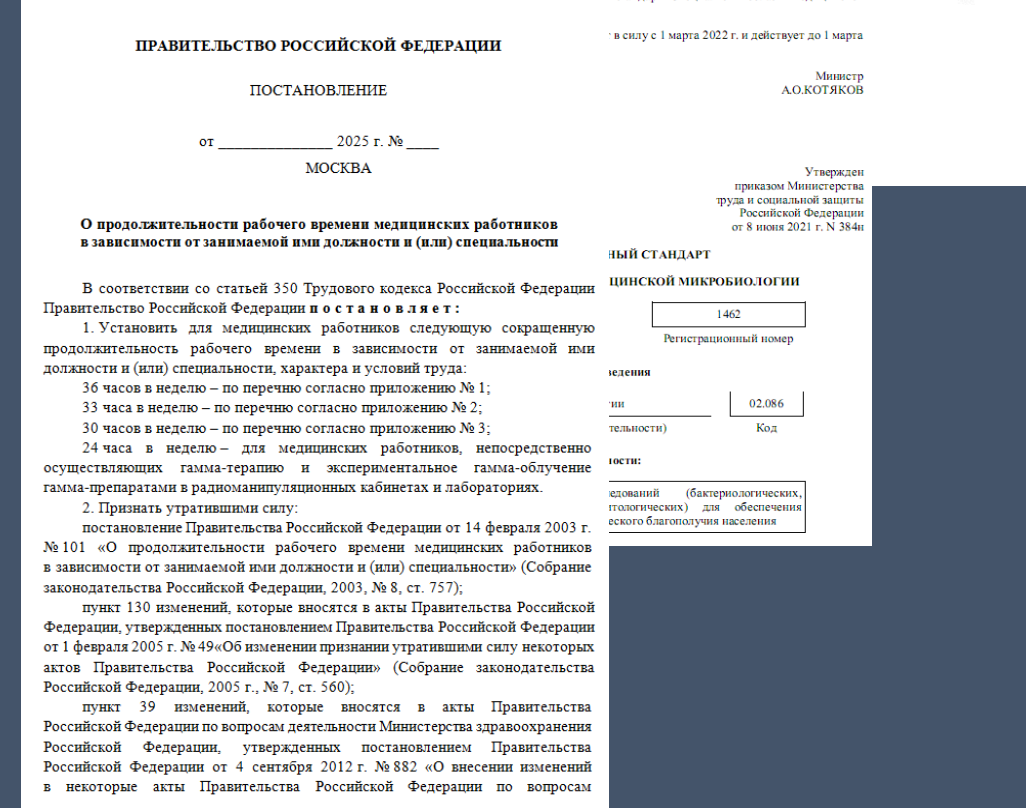 ПРАВИТЕЛЬСТВО РОССИЙСКОЙ ФЕДЕРАЦИИ
ПОСТАНОВЛЕНИЕ
от _______________ 2025 г. № ____
МОСКВА
О продолжительности рабочего времени медицинских работников
в зависимости от занимаемой ими должности и (или) специальности
В соответствии со статьей 350 Трудового кодекса Российской Федерации
Правительство Российской Федерации п о с т а н о в л я е т :
1. Установить для медицинских работников следующую сокращенную
продолжительность рабочего времени в зависимости от занимаемой ими
должности и (или) специальности, характера и условий труда:
36 часов в неделю – по перечню согласно приложению № 1;
33 часа в неделю – по перечню согласно приложению № 2;
30 часов в неделю – по перечню согласно приложению № 3;
24 часа в неделю – для медицинских работников, непосредственно
осуществляющих гамма-терапию и экспериментальное гамма-облучение
гамма-препаратами в радиоманипуляционных кабинетах и лабораториях.
2. Признать утратившими силу:
постановление Правительства Российской Федерации от 14 февраля 2003 г.
№ 101 «О продолжительности рабочего времени медицинских работников
в зависимости от занимаемой ими должности и (или) специальности» (Собрание
законодательства Российской Федерации, 2003, № 8, ст. 757);
пункт 130 изменений, которые вносятся в акты Правительства Российской
Федерации, утвержденных постановлением Правительства Российской Федерации
от 1 февраля 2005 г. № 49«Об изменении признании утратившими силу некоторых
актов Правительства Российской Федерации» (Собрание законодательства
Российской Федерации, 2005 г., № 7, ст. 560);
пункт 39 изменений, которые вносятся в акты Правительства
Российской Федерации по вопросам деятельности Министерства здравоохранения
Российской Федерации, утвержденных постановлением Правительства
Российской Федерации от 4 сентября 2012 г. № 882 «О внесении изменений
в некоторые акты Правительства Российской Федерации по вопросам
в силу с 1 марта 2022 г. и действует до 1 марта
Министр
А.О.КОТЯКОВ
Утвержден
приказом Министерства
труда и социальной защиты
Российской Федерации
от 8 июня 2021 г. N 384н
НЫЙ СТАНДАРТ
ЦИНСКОЙ МИКРОБИОЛОГИИ
1462
Регистрационный номер
ведения
гии
02.086
тельности)
Код
ности:
едований (бактериологических,
тологических) для обеспечения
еского благополучия населения